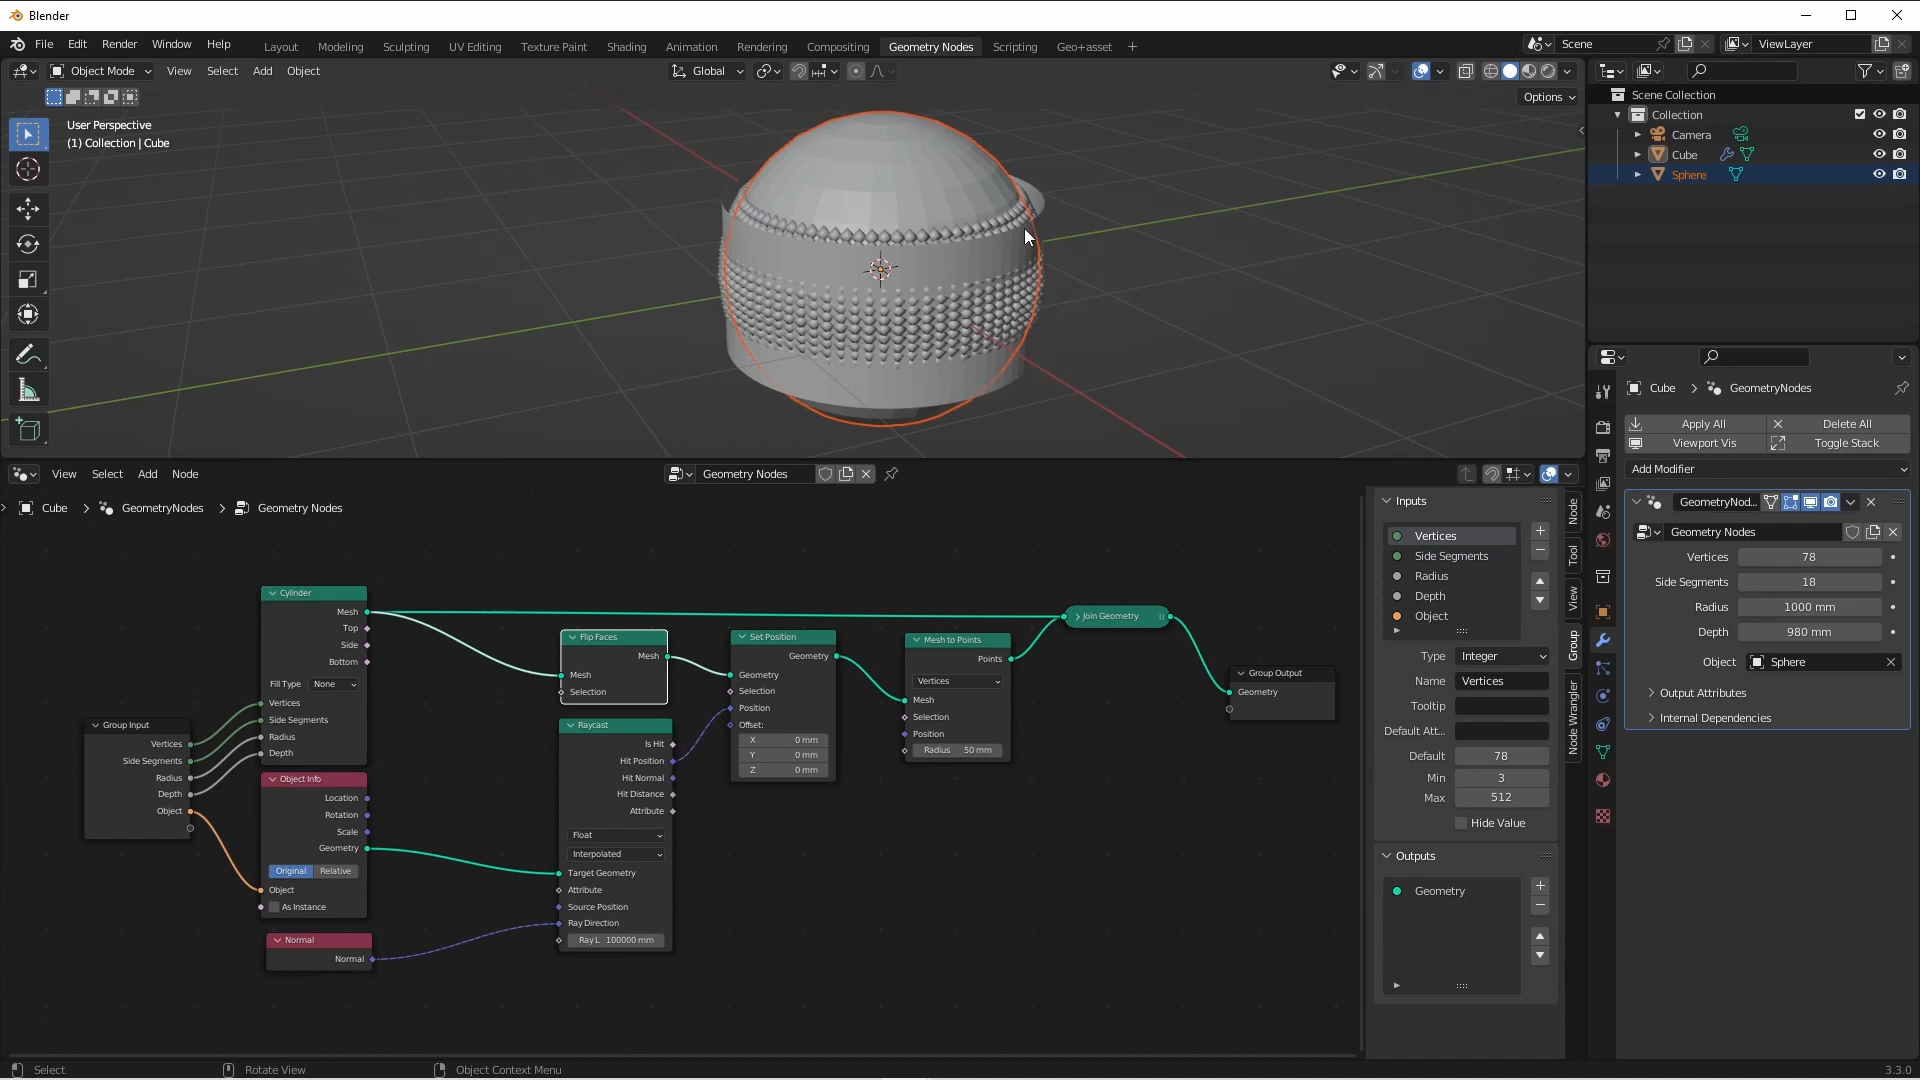 Blender
File Edit Render Window Help Layout Modeling Sculpting UV Editing Texture Paint Shading Animation Rendering Compositing Geometry Nodes Scripting Geo+asset + Scene ViewLayer
Object Mode View Select Add Object Global
Options
User Perspective
(1) Collection | Cube
Scene Collection
Collection
Camera
Cube
Sphere
View Select Add Node Geometry Nodes
Cube > GeometryNodes > Geometry Nodes
Group Input
Vertices
Side Segments
Radius
Depth
Object
Cylinder
Mesh
Top
Side
Bottom
Fill Type None
Vertices
Side Segments
Radius
Depth
Object Info
Location
Rotation
Scale
Geometry
Original Relative
Object
As Instance
Normal
Normal
Flip Faces
Mesh
Mesh
Selection
Raycast
Is Hit
Hit Position
Hit Normal
Hit Distance
Attribute
Float
Interpolated
Target Geometry
Attribute
Source Position
Ray Direction
Ray L 100000 mm
Set Position
Geometry
Geometry
Selection
Position
Offset:
X 0 mm
Y 0 mm
Z 0 mm
Mesh to Points
Points
Vertices
Mesh
Selection
Position
Radius 50 mm
Join Geometry
Group Output
Geometry
Inputs
Vertices
Side Segments
Radius
Depth
Object
Type Integer
Name Vertices
Tooltip
Default Att...
Default 78
Min 3
Max 512
Hide Value
Outputs
Geometry
Node
Tool
View
Group
Node Wrangler
Cube > GeometryNodes
Apply All Delete All
Viewport Vis Toggle Stack
Add Modifier
GeometryNod...
Geometry Nodes
Vertices 78
Side Segments 18
Radius 1000 mm
Depth 980 mm
Object Sphere
Output Attributes
Internal Dependencies
Select Rotate View Object Context Menu 3.3.0